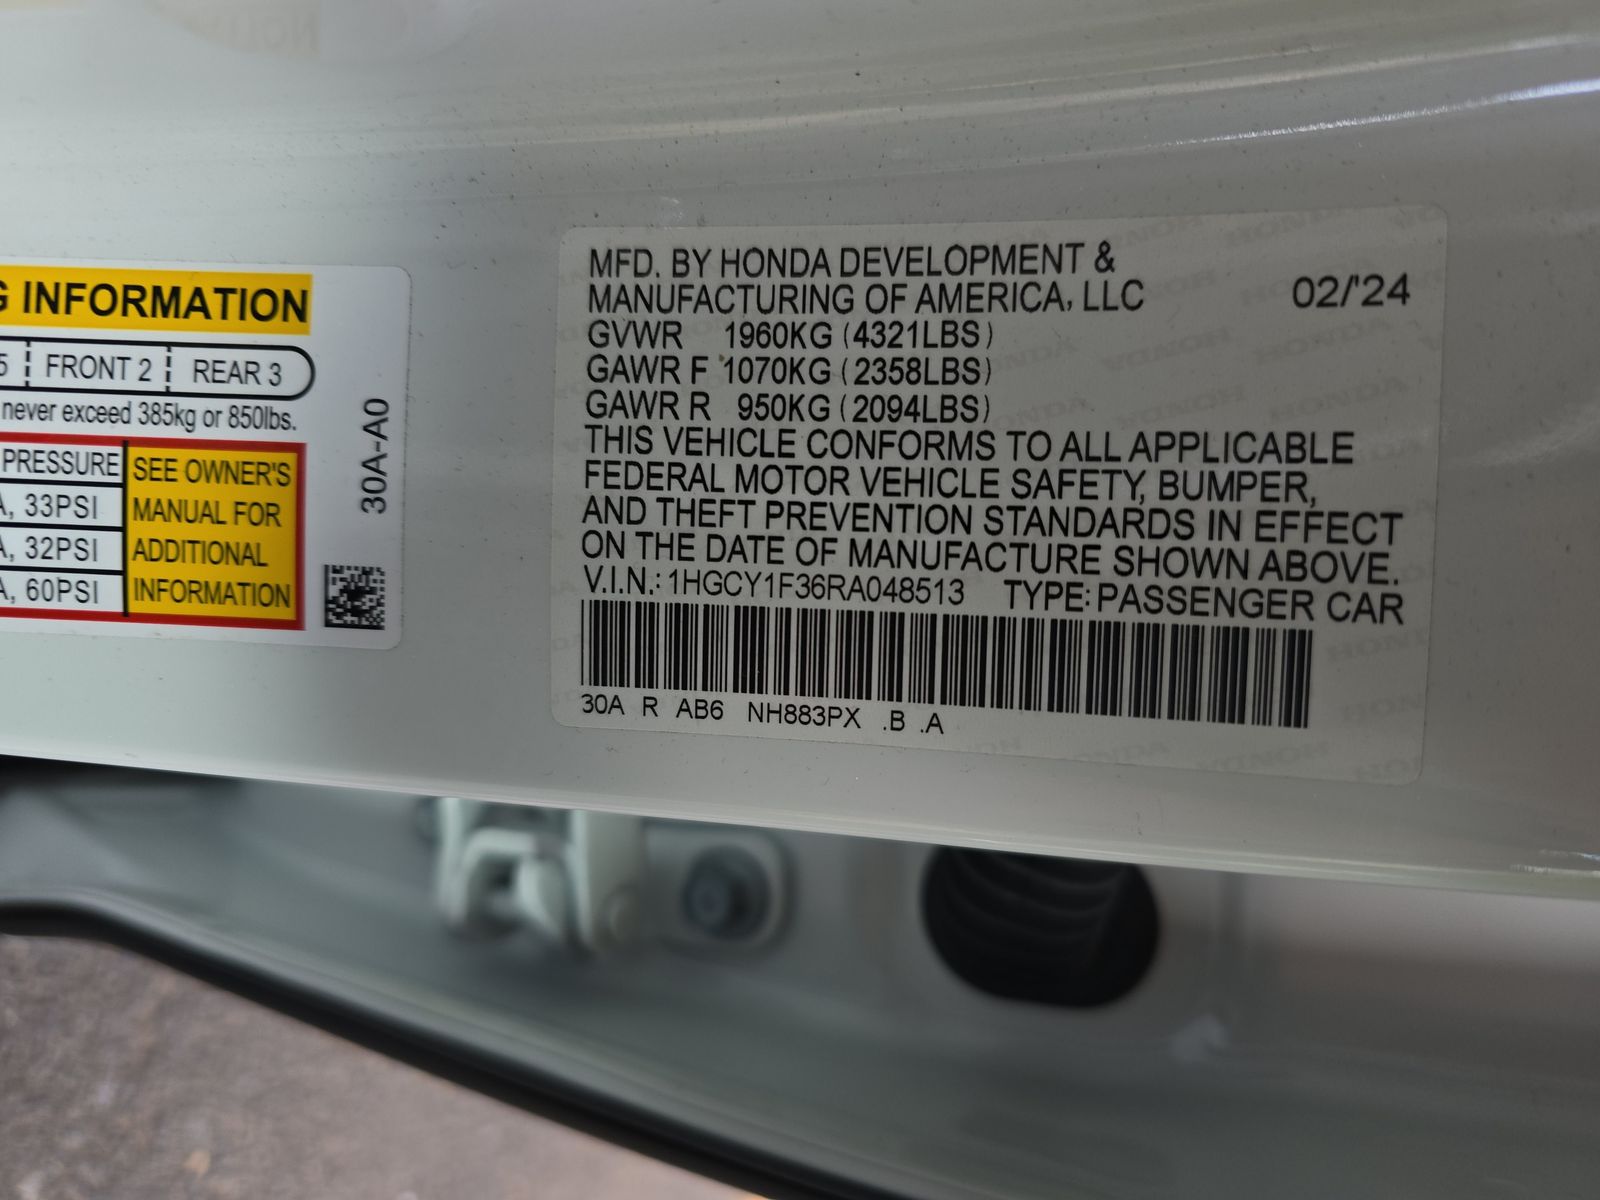 G INFORMATION
5 FRONT 2 REAR 3
never exceed 385kg or 850lbs.
PRESSURE
A, 33PSI
A, 32PSI
A, 60PSI
SEE OWNER'S
MANUAL FOR
ADDITIONAL
INFORMATION
30A-A0
MFD. BY HONDA DEVELOPMENT &
MANUFACTURING OF AMERICA, LLC 02/'24
GVWR 1960KG (4321LBS)
GAWR F 1070KG (2358LBS)
GAWR R 950KG (2094LBS)
THIS VEHICLE CONFORMS TO ALL APPLICABLE
FEDERAL MOTOR VEHICLE SAFETY, BUMPER,
AND THEFT PREVENTION STANDARDS IN EFFECT
ON THE DATE OF MANUFACTURE SHOWN ABOVE.
V.I.N.: 1HGCY1F36RA048513 TYPE: PASSENGER CAR
30A R AB6 NH883PX .B .A